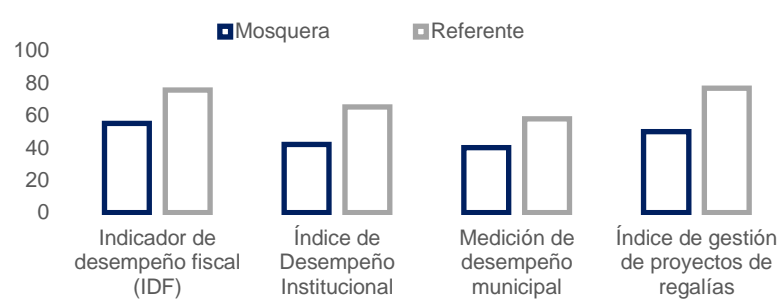 Mosquera Referente
100
80
60
40
20
0
Indicador de desempeño fiscal (IDF)
Índice de Desempeño Institucional
Medición de desempeño municipal
Índice de gestión de proyectos de regalías